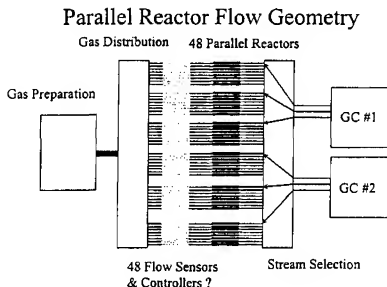 Parallel Reactor Flow Geometry
Gas Distribution
48 Parallel Reactors
Gas Preparation
GC #1
GC #2
48 Flow Sensors
& Controllers ?
Stream Selection